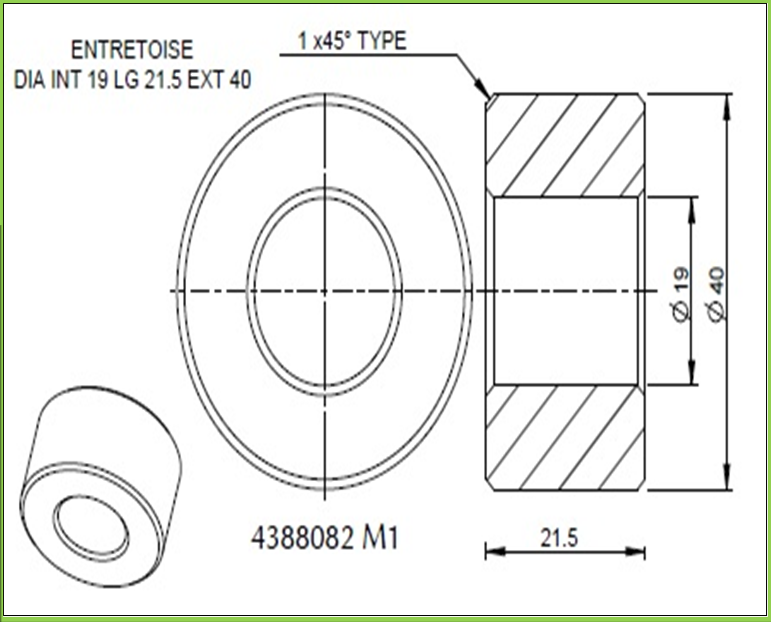 ENTRETOISE
DIA INT 19 LG 21.5 EXT 40
1 x45° TYPE
Ø 19
Ø 40
4388082 M1
21.5